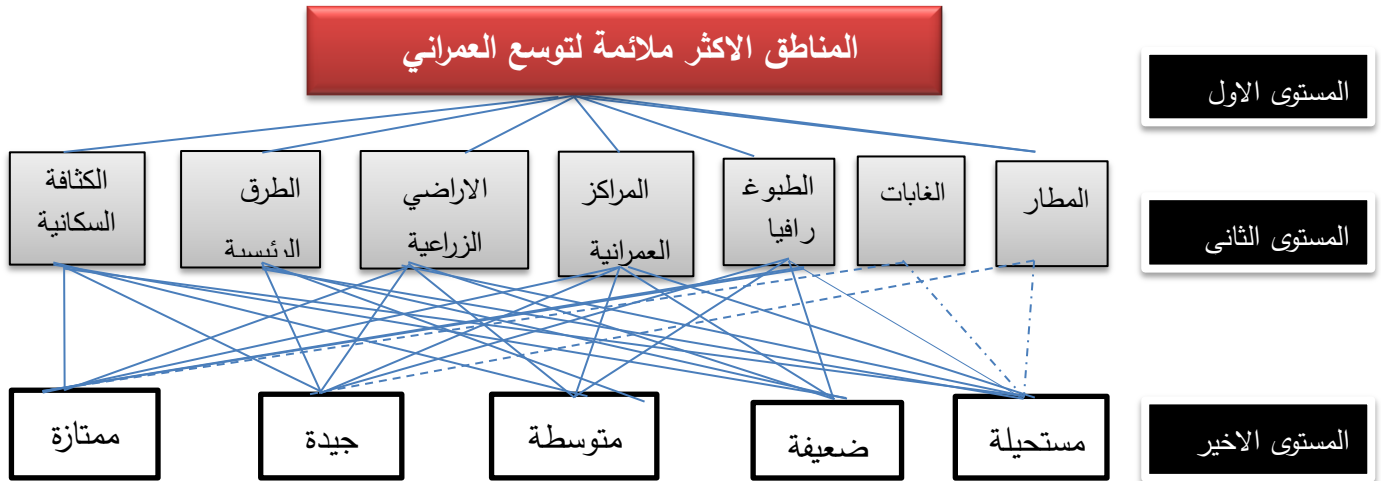 المناطق الاكثر ملائمة لتوسع العمراني
المستوى الاول
المطار
الغابات
الطبوغ
رافيا
المراكز
العمرانية
الاراضي
الزراعية
الطرق
الرئيسية
الكثافة
السكانية
المستوى الثانى
مستحيلة
ضعيفة
متوسطة
جيدة
ممتازة
المستوى الاخير